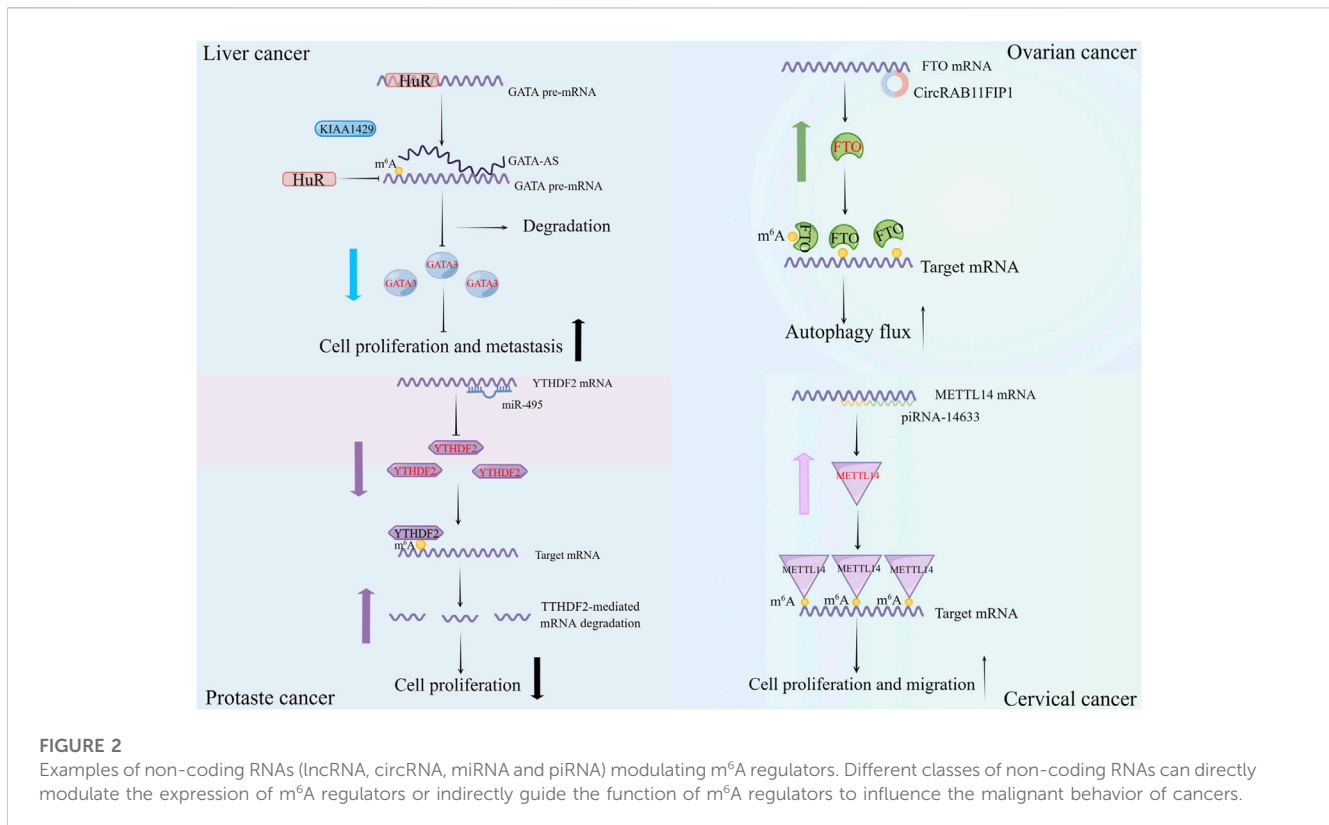 Liver cancer
HuR
GATA pre-mRNA
KIAA1429
m⁶A
GATA-AS
HuR
GATA pre-mRNA
Degradation
GATA3
GATA3
GATA3
Cell proliferation and metastasis
Ovarian cancer
FTO mRNA
CircRAB11FIP1
FTO
m⁶A
FTO
FTO
FTO
Target mRNA
Autophagy flux
YTHDF2 mRNA
miR-495
YTHDF2
YTHDF2
YTHDF2
YTHDF2
m⁶A
Target mRNA
TTHDF2-mediated
mRNA degradation
Cell proliferation
Protaste cancer
METTL14 mRNA
piRNA-14633
METTL14
METTL14
METTL14
METTL14
m⁶A
m⁶A
m⁶A
Target mRNA
Cell proliferation and migration
Cervical cancer
FIGURE 2
Examples of non-coding RNAs (lncRNA, circRNA, miRNA and piRNA) modulating m⁶A regulators. Different classes of non-coding RNAs can directly
modulate the expression of m⁶A regulators or indirectly guide the function of m⁶A regulators to influence the malignant behavior of cancers.